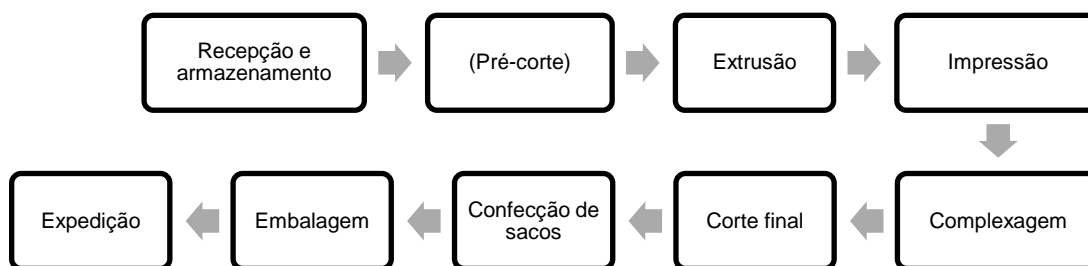 Recepção e
armazenamento
(Pré-corte)
Extrusão
Impressão
Complexagem
Corte final
Confecção de
sacos
Embalagem
Expedição